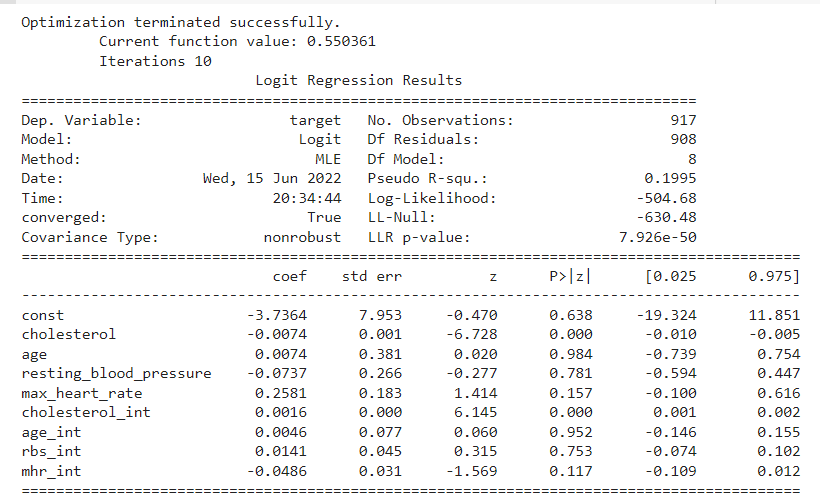 Optimization terminated successfully.
Current function value: 0.550361
Iterations 10
Logit Regression Results
==============================================================================
Dep. Variable: target No. Observations: 917
Model: Logit Df Residuals: 908
Method: MLE Df Model: 8
Date: Wed, 15 Jun 2022 Pseudo R-squ.: 0.1995
Time: 20:34:44 Log-Likelihood: -504.68
converged: True LL-Null: -630.48
Covariance Type: nonrobust LLR p-value: 7.926e-50
==========================================================================================
coef std err z P>|z| [0.025 0.975]
------------------------------------------------------------------------------------------
const -3.7364 7.953 -0.470 0.638 -19.324 11.851
cholesterol -0.0074 0.001 -6.728 0.000 -0.010 -0.005
age 0.0074 0.381 0.020 0.984 -0.739 0.754
resting_blood_pressure -0.0737 0.266 -0.277 0.781 -0.594 0.447
max_heart_rate 0.2581 0.183 1.414 0.157 -0.100 0.616
cholesterol_int 0.0016 0.000 6.145 0.000 0.001 0.002
age_int 0.0046 0.077 0.060 0.952 -0.146 0.155
rbs_int 0.0141 0.045 0.315 0.753 -0.074 0.102
mhr_int -0.0486 0.031 -1.569 0.117 -0.109 0.012
==========================================================================================